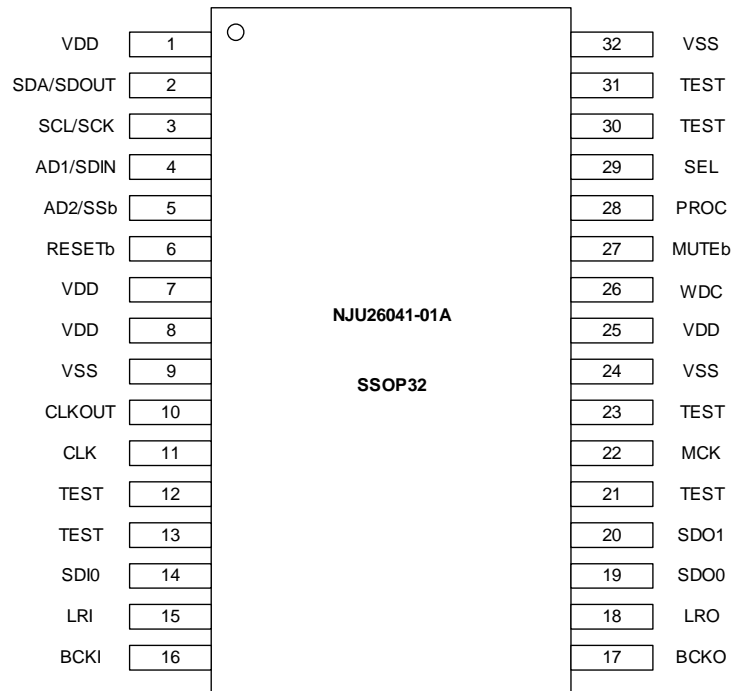 VDD 1 32 VSS
SDA/SDOUT 2 31 TEST
SCL/SCK 3 30 TEST
AD1/SDIN 4 29 SEL
AD2/SSb 5 28 PROC
RESETb 6 27 MUTEb
VDD 7 26 WDC
VDD 8 NJU26041-01A 25 VDD
VSS 9 SSOP32 24 VSS
CLKOUT 10 23 TEST
CLK 11 22 MCK
TEST 12 21 TEST
TEST 13 20 SDO1
SDI0 14 19 SDO0
LRI 15 18 LRO
BCKI 16 17 BCKO